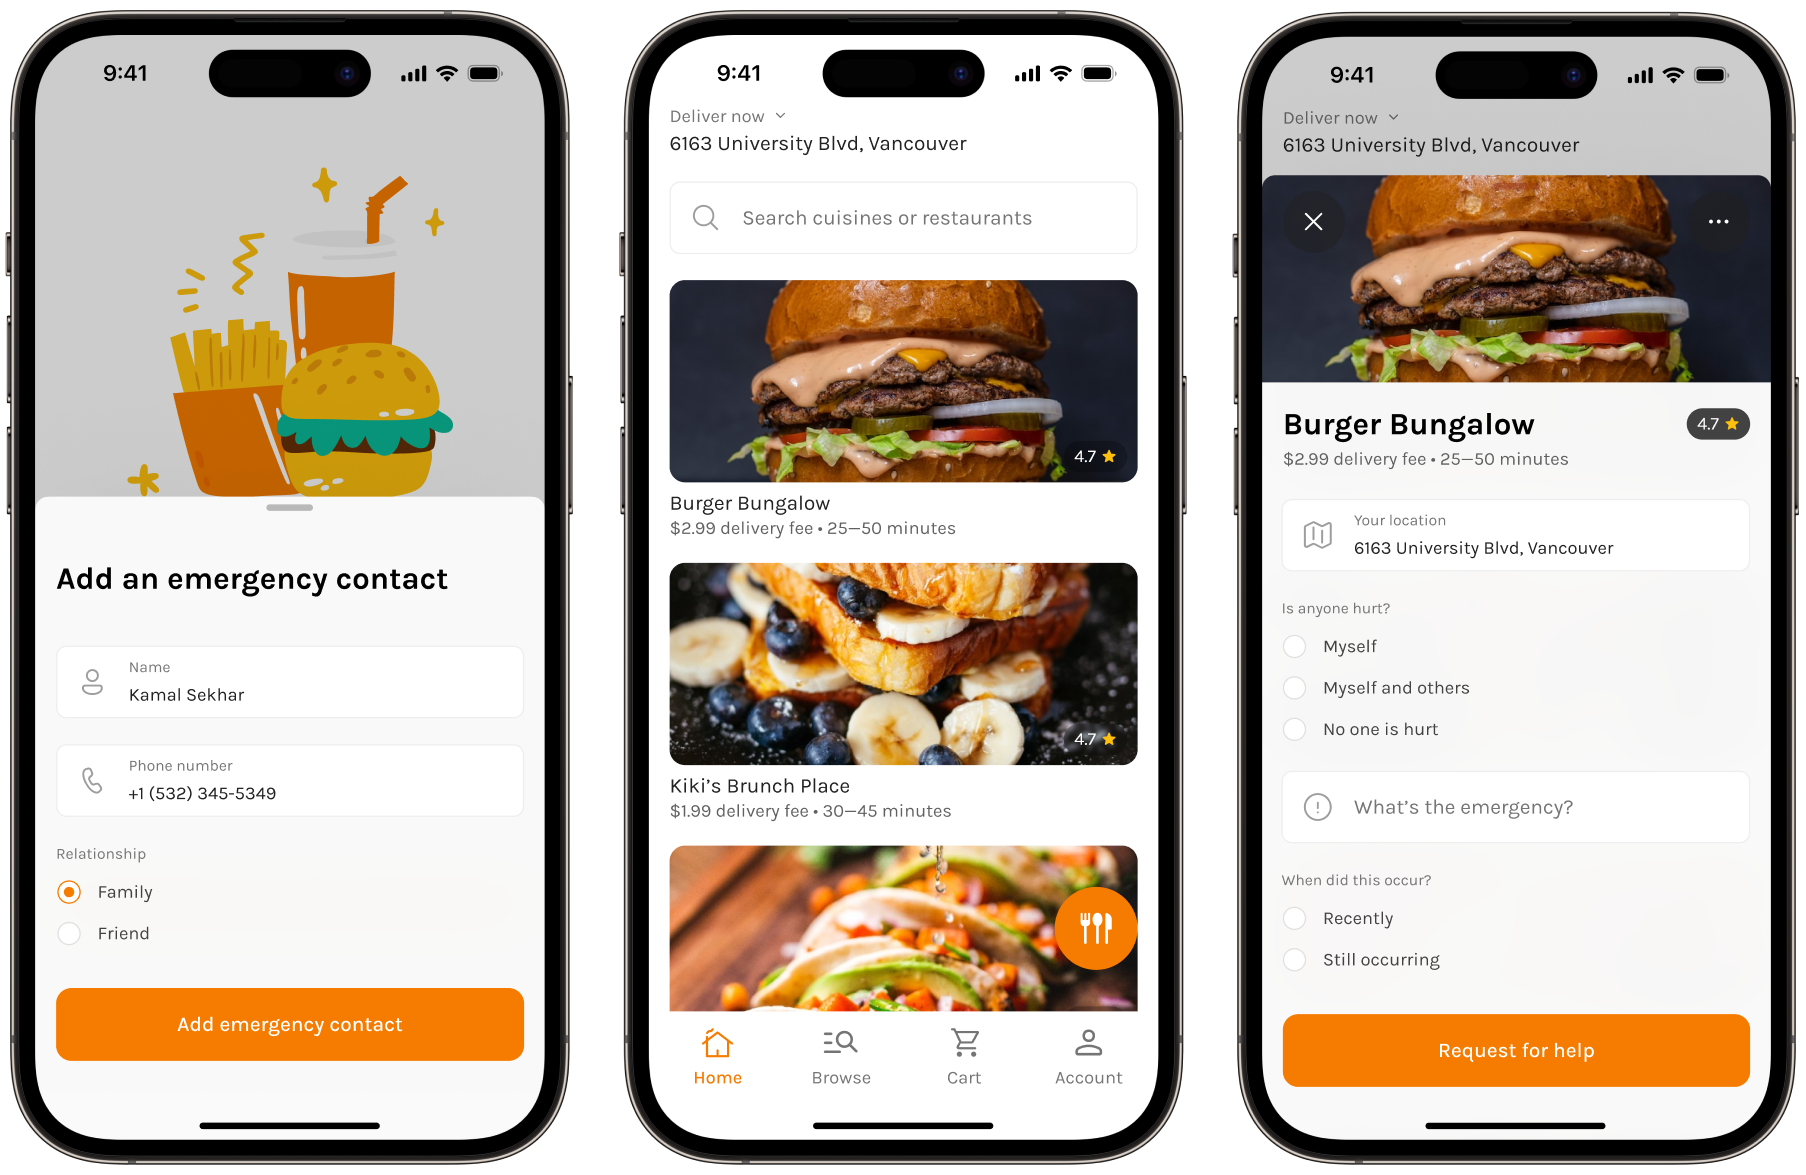 9:41
Add an emergency contact
Name
Kamal Sekhar
Phone number
+1 (532) 345-5349
Relationship
Family
Friend
Add emergency contact
9:41
Deliver now
6163 University Blvd, Vancouver
Search cuisines or restaurants
4.7
Burger Bungalow
$2.99 delivery fee • 25—50 minutes
4.7
Kiki’s Brunch Place
$1.99 delivery fee • 30—45 minutes
Home
Browse
Cart
Account
9:41
Deliver now
6163 University Blvd, Vancouver
Burger Bungalow
4.7
$2.99 delivery fee • 25—50 minutes
Your location
6163 University Blvd, Vancouver
Is anyone hurt?
Myself
Myself and others
No one is hurt
What’s the emergency?
When did this occur?
Recently
Still occurring
Request for help